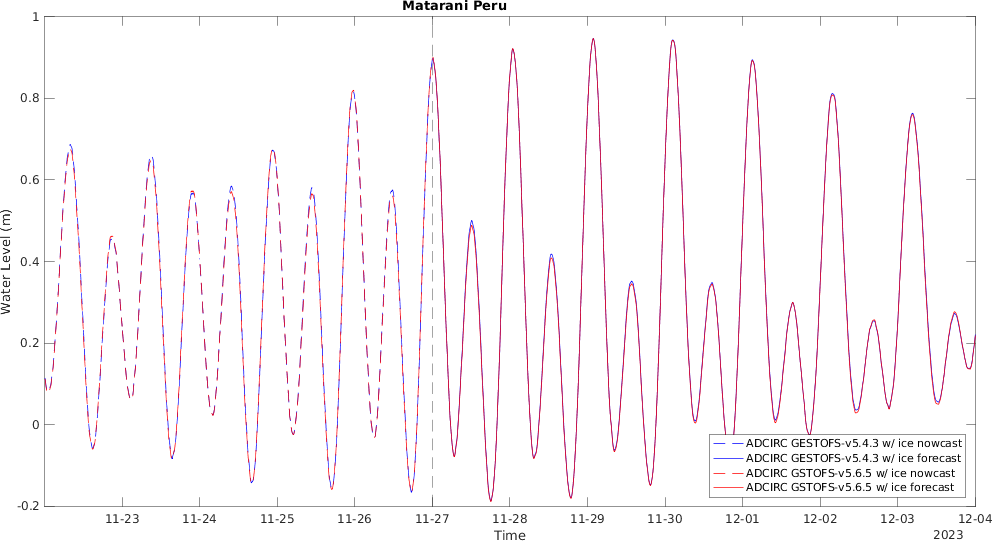 Matarani Peru
1
0.8
0.6
0.4
0.2
0
-0.2
Water Level (m)
11-23 11-24 11-25 11-26 11-27 11-28 11-29 11-30 12-01 12-02 12-03 12-04
Time
2023
ADCIRC GESTOFS-v5.4.3 w/ ice nowcast
ADCIRC GESTOFS-v5.4.3 w/ ice forecast
ADCIRC GSTOFS-v5.6.5 w/ ice nowcast
ADCIRC GSTOFS-v5.6.5 w/ ice forecast